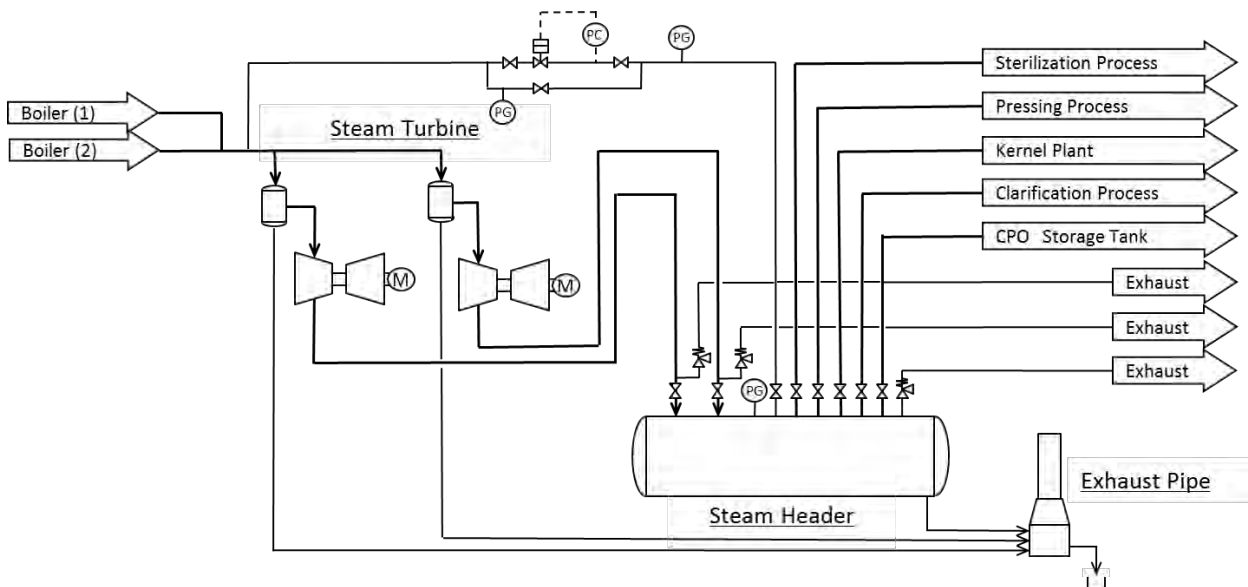 PC
PG
Sterilization Process
Boiler (1)
PG
Steam Turbine
Pressing Process
Boiler (2)
Kernel Plant
Clarification Process
CPO Storage Tank
M
M
Exhaust
Exhaust
Exhaust
PG
Exhaust Pipe
Steam Header